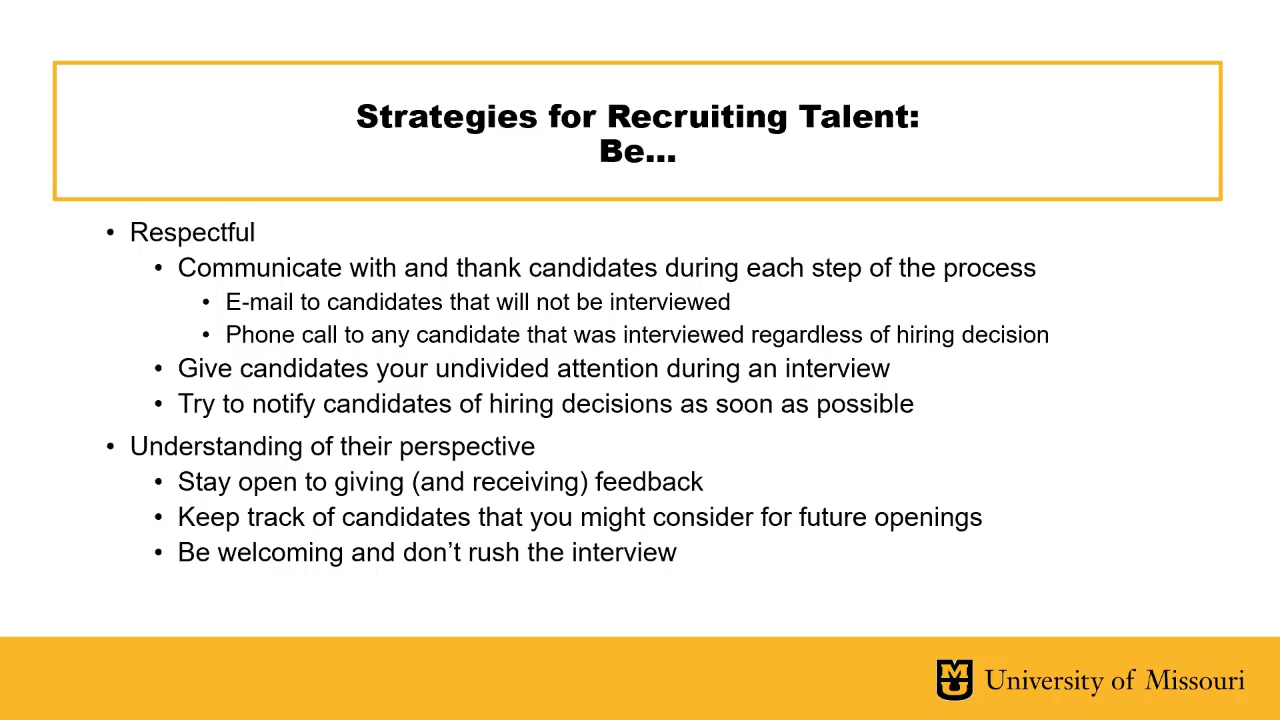 Strategies for Recruiting Talent:
Be...
• Respectful
• Communicate with and thank candidates during each step of the process
• E-mail to candidates that will not be interviewed
• Phone call to any candidate that was interviewed regardless of hiring decision
• Give candidates your undivided attention during an interview
• Try to notify candidates of hiring decisions as soon as possible
• Understanding of their perspective
• Stay open to giving (and receiving) feedback
• Keep track of candidates that you might consider for future openings
• Be welcoming and don’t rush the interview
MU University of Missouri